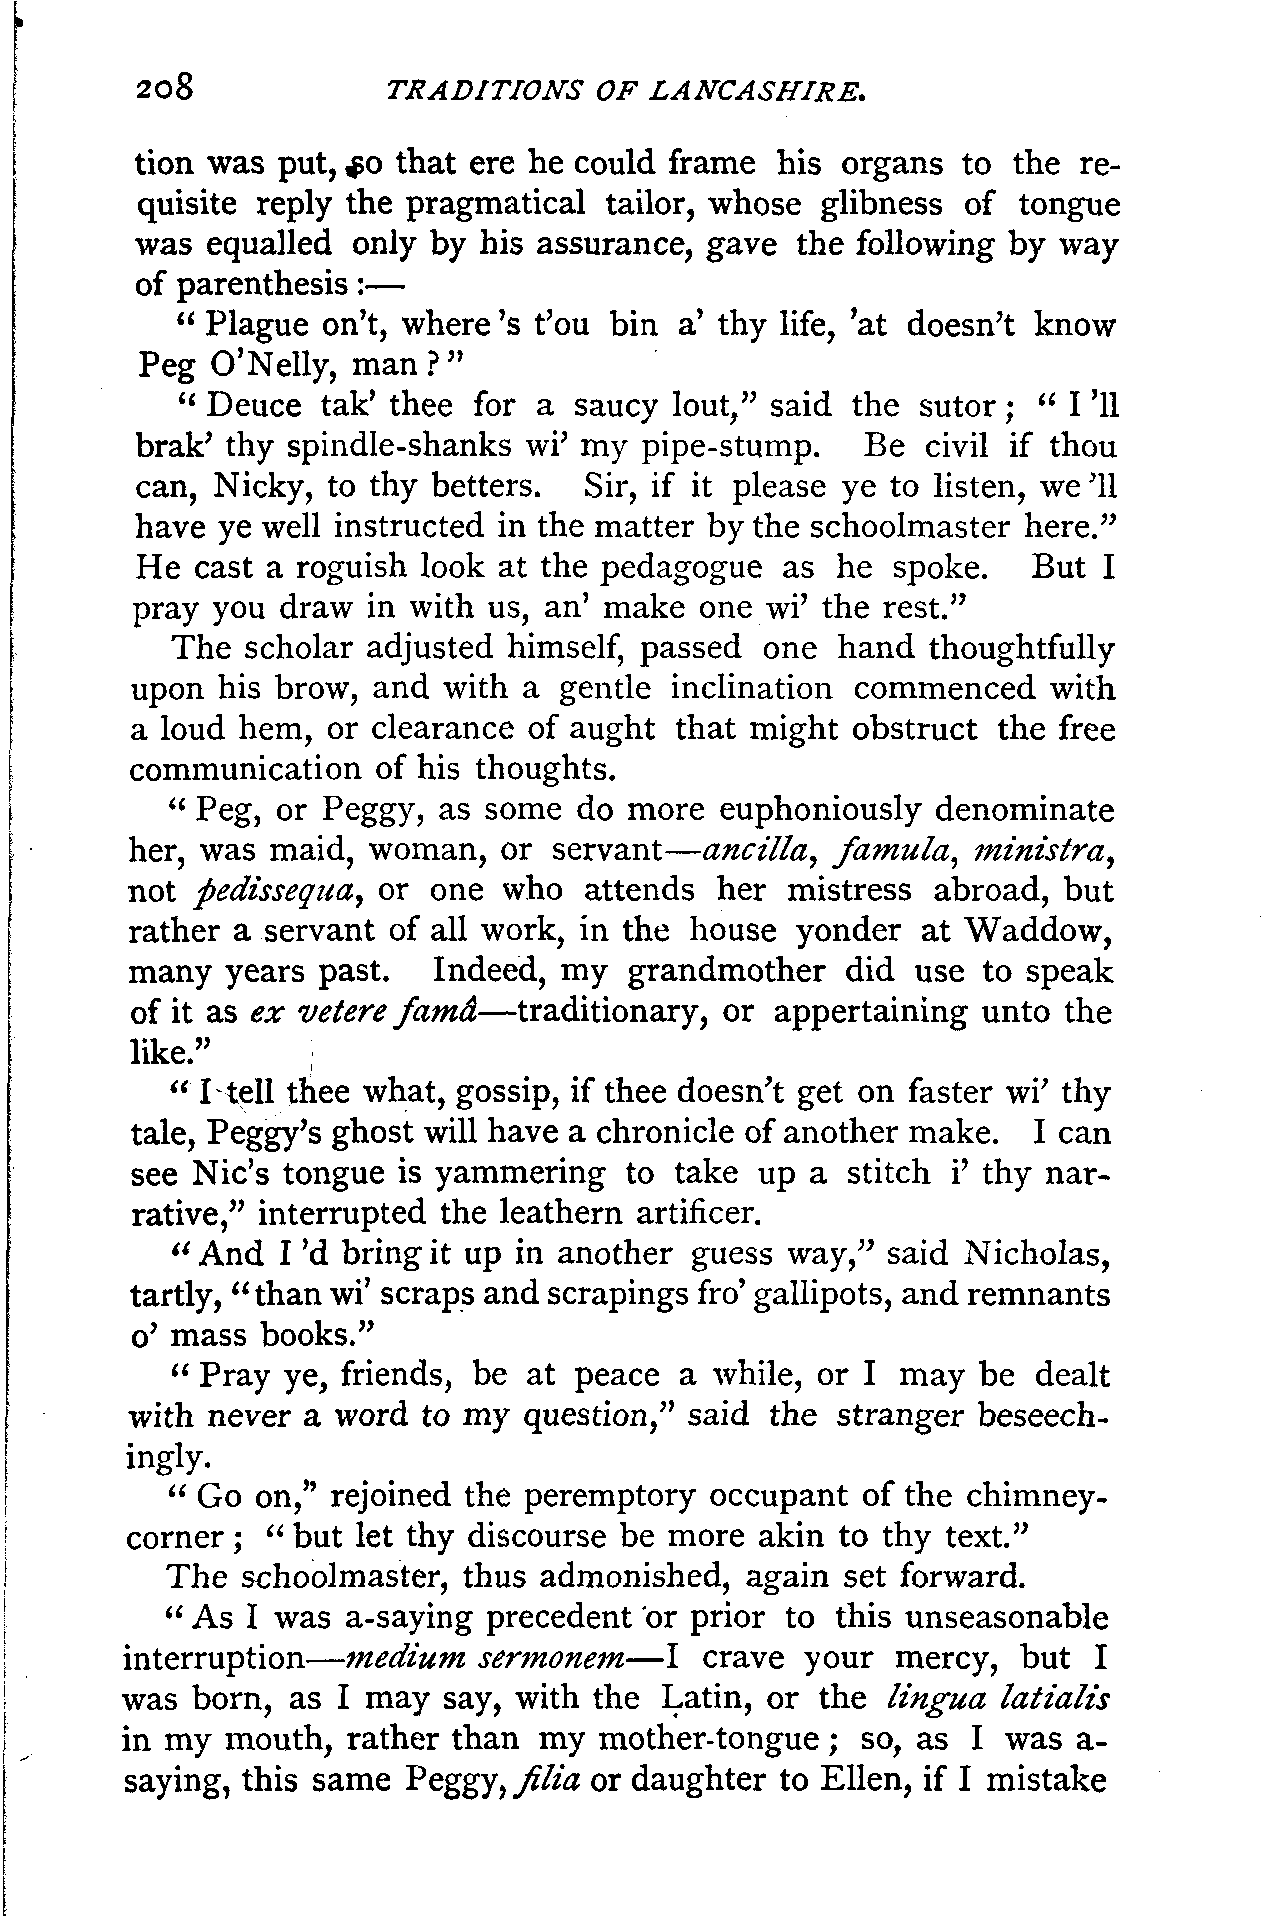 208 TRADITIONS OF LANCASHIRE.
tion was put, so that ere he could frame his organs to the re-
quisite reply the pragmatical tailor, whose glibness of tongue
was equalled only by his assurance, gave the following by way
of parenthesis :—
“ Plague on't, where 's t'ou bin a' thy life, 'at doesn't know
Peg O'Nelly, man ? ”
“ Deuce tak' thee for a saucy lout,” said the sutor ; “ I 'll
brak' thy spindle-shanks wi' my pipe-stump. Be civil if thou
can, Nicky, to thy betters. Sir, if it please ye to listen, we 'll
have ye well instructed in the matter by the schoolmaster here.”
He cast a roguish look at the pedagogue as he spoke. But I
pray you draw in with us, an' make one wi' the rest.”
The scholar adjusted himself, passed one hand thoughtfully
upon his brow, and with a gentle inclination commenced with
a loud hem, or clearance of aught that might obstruct the free
communication of his thoughts.
“ Peg, or Peggy, as some do more euphoniously denominate
her, was maid, woman, or servant—ancilla, famula, ministra,
not pedissequa, or one who attends her mistress abroad, but
rather a servant of all work, in the house yonder at Waddow,
many years past. Indeed, my grandmother did use to speak
of it as ex vetere famâ—traditionary, or appertaining unto the
like.”
“ I tell thee what, gossip, if thee doesn't get on faster wi' thy
tale, Peggy's ghost will have a chronicle of another make. I can
see Nic's tongue is yammering to take up a stitch i' thy nar-
rative,” interrupted the leathern artificer.
“ And I 'd bring it up in another guess way,” said Nicholas,
tartly, “ than wi' scraps and scrapings fro' gallipots, and remnants
o' mass books.”
“ Pray ye, friends, be at peace a while, or I may be dealt
with never a word to my question,” said the stranger beseech-
ingly.
“ Go on,” rejoined the peremptory occupant of the chimney-
corner ; “ but let thy discourse be more akin to thy text.”
The schoolmaster, thus admonished, again set forward.
“ As I was a-saying precedent or prior to this unseasonable
interruption—medium sermonem—I crave your mercy, but I
was born, as I may say, with the Latin, or the lingua latialis
in my mouth, rather than my mother-tongue ; so, as I was a-
saying, this same Peggy, filia or daughter to Ellen, if I mistake